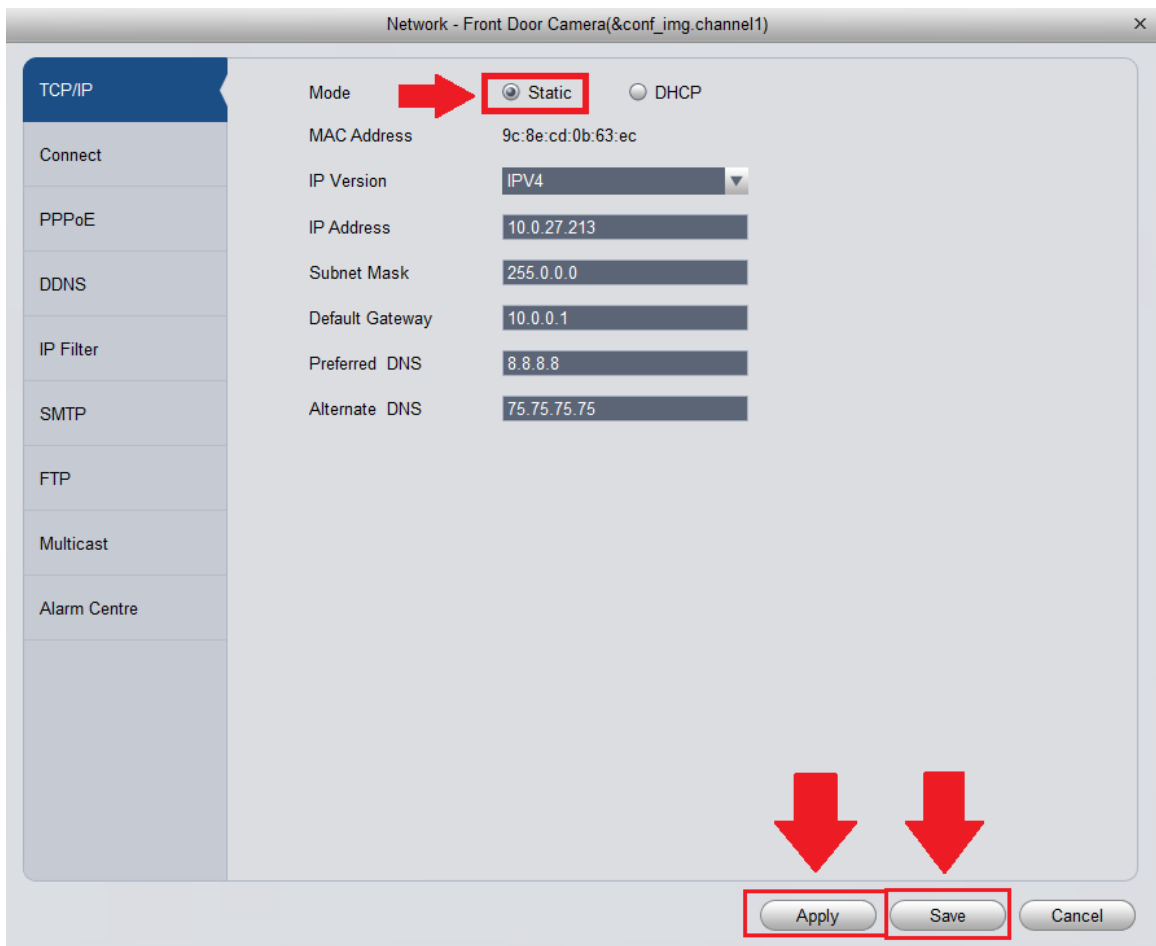 Network - Front Door Camera(&conf_img.channel1)
TCP/IP
Connect
PPPoE
DDNS
IP Filter
SMTP
FTP
Multicast
Alarm Centre
Mode Static DHCP
MAC Address 9c:8e:cd:0b:63:ec
IP Version IPV4
IP Address 10.0.27.213
Subnet Mask 255.0.0.0
Default Gateway 10.0.0.1
Preferred DNS 8.8.8.8
Alternate DNS 75.75.75.75
Apply Save Cancel